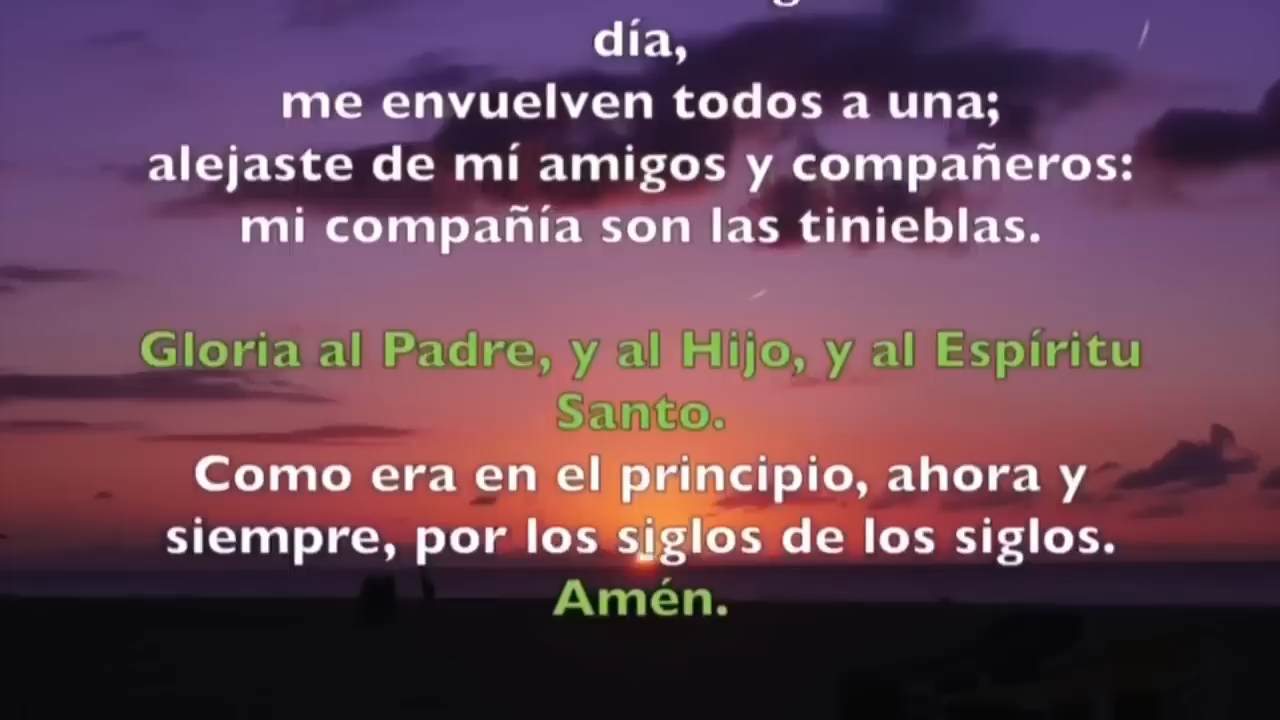 día,
me envuelven todos a una;
alejaste de mí amigos y compañeros:
mi compañía son las tinieblas.
Gloria al Padre, y al Hijo, y al Espíritu
Santo.
Como era en el principio, ahora y
siempre, por los siglos de los siglos.
Amén.